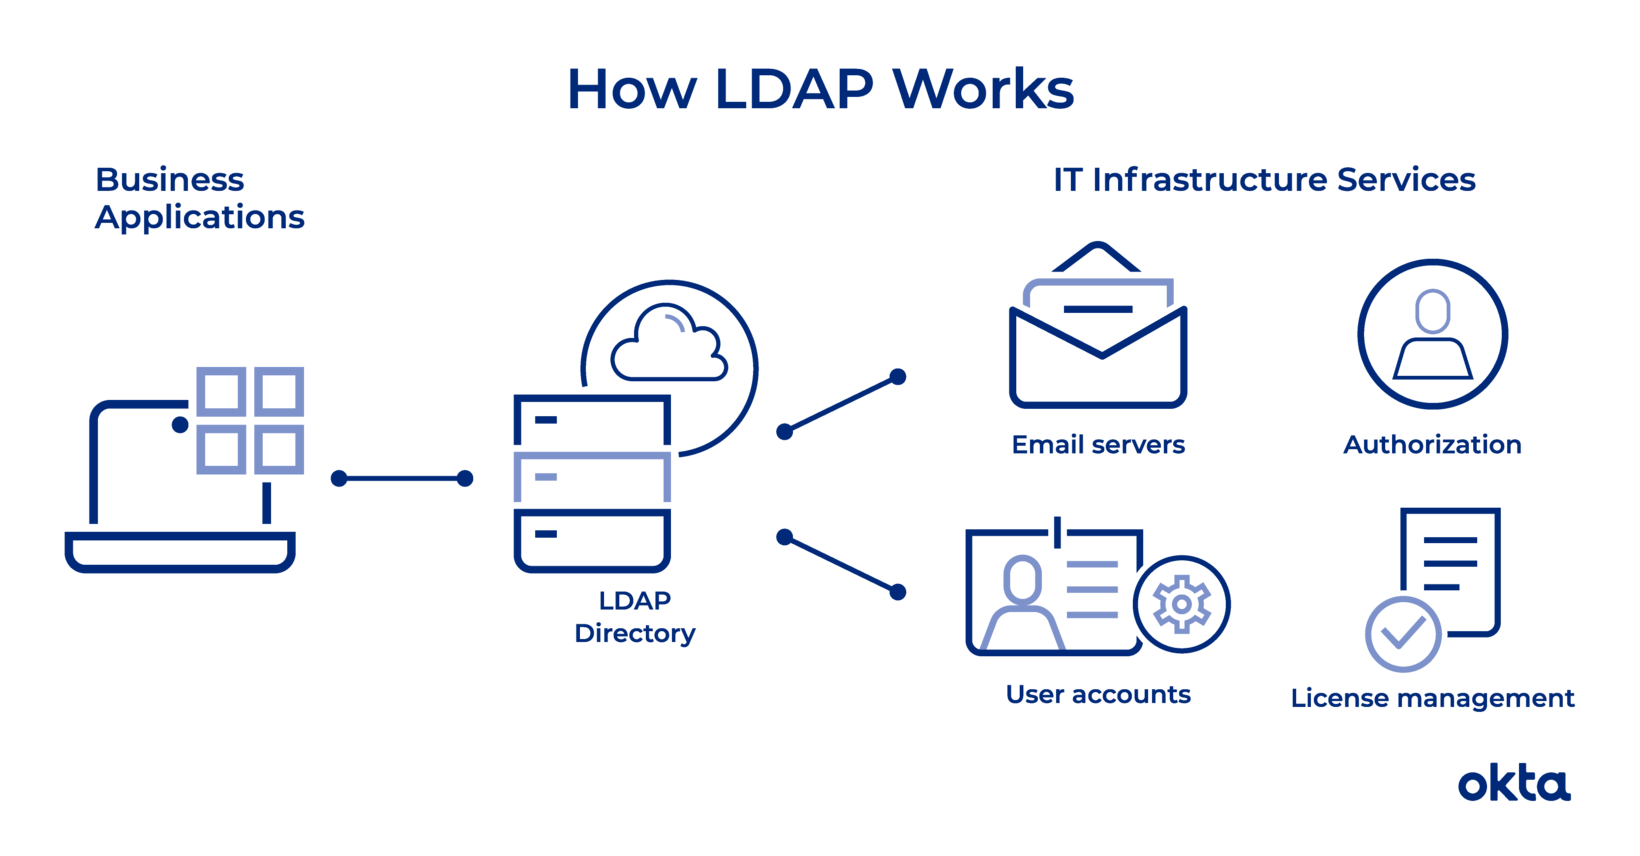 How LDAP Works
Business
Applications
IT Infrastructure Services
Email servers
Authorization
LDAP
Directory
User accounts
License management
okta